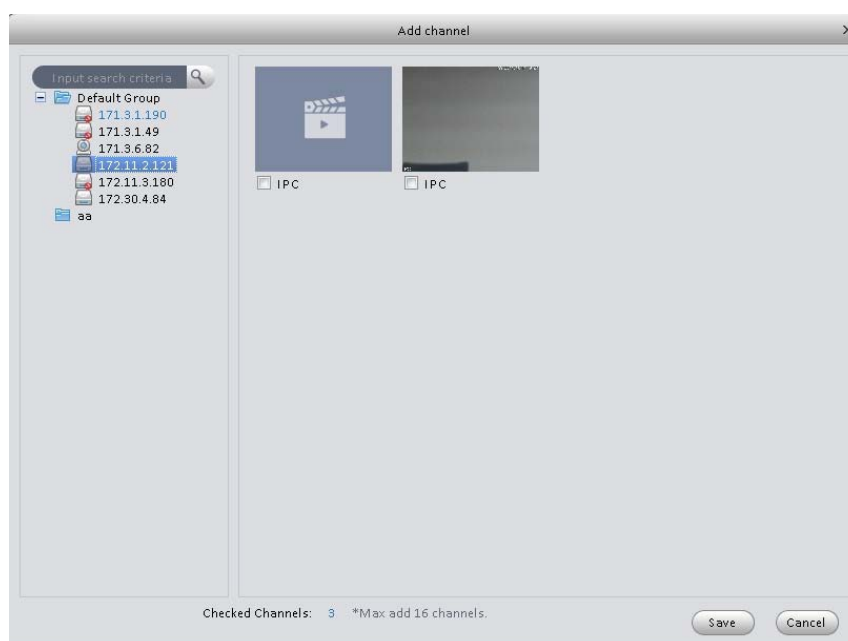 Add channel
Input search criteria
Default Group
171.3.1.190
171.3.1.49
171.3.6.82
172.11.2.121
172.11.3.180
172.30.4.84
aa
IPC
IPC
Checked Channels: 3 *Max add 16 channels.
Save
Cancel